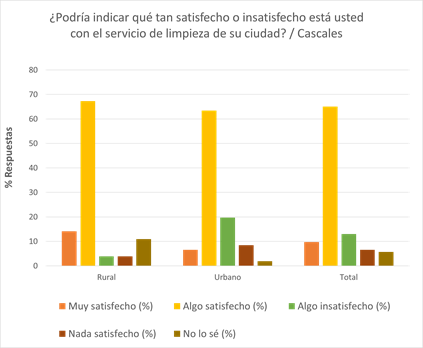 ¿Podría indicar qué tan satisfecho o insatisfecho está usted
con el servicio de limpieza de su ciudad? / Cascales
80
70
60
50
40
30
20
10
0
% Respuestas
Rural Urbano Total
Muy satisfecho (%) Algo satisfecho (%) Algo insatisfecho (%)
Nada satisfecho (%) No lo sé (%)